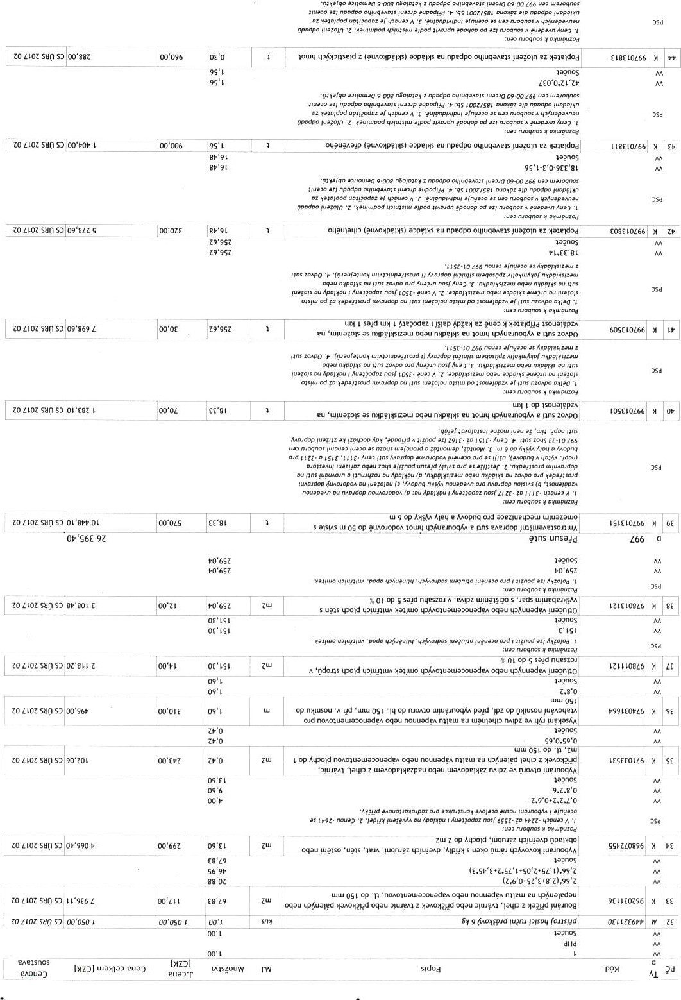 PČ Ty p Kód Popis MJ Množství J.cena [CZK] Cena celkem [CZK] Cenová soustava
VV 1 1,00
VV PHP
VV Součet 1,00
32 M 449321130 přístroj hasicí ruční práškový 6 kg kus 1,00 1 050,00 1 050,00 CS ÚRS 2017 02
33 K 962031136 Bourání příček z cihel, tvárnic nebo příčkovek z tvárnic nebo příčkovek pálených nebo m2 67,83 117,00 7 936,11 CS ÚRS 2017 02
nepálených na maltu vápennou nebo vápenocementovou, tl. do 150 mm
VV 2,66*(2,8+3,25+0,9*2) 20,88
VV 2,66*(1,75+2,05+1,75*2+3,45*3) 46,95
VV Součet 67,83
34 K 968072455 Vybourání kovových rámů oken s křídly, dveřních zárubní, vrat, stěn, ostění nebo m2 13,60 299,00 4 066,40 CS ÚRS 2017 02
obkladů dveřních zárubní, plochy do 2 m2
Poznámka k souboru cen:
PSC 1. V cenách -2244 až -2559 jsou započteny i náklady na vyvěšení křídel. 2. Cenou -2641 se
oceňuje i vybourání nosné ocelové konstrukce pro sádrokartonové příčky.
VV 0,7*2*2+0,6*2 4,00
VV 0,8*2*6 9,60
VV Součet 13,60
35 K 971033531 Vybourání otvorů ve zdivu základovém nebo nadzákladovém z cihel, tvárnic, m2 0,42 243,00 102,06 CS ÚRS 2017 02
příčkovek z cihel pálených na maltu vápennou nebo vápenocementovou plochy do 1
m2, tl. do 150 mm
VV 0,65*0,65 0,42
VV Součet 0,42
36 K 974031664 Vysekání rýh ve zdivu cihelném na maltu vápennou nebo vápenocementovou pro m 1,60 310,00 496,00 CS ÚRS 2017 02
vtahování nosníků do zdí, před vybouráním otvoru do hl. 150 mm, při v. nosníku do
150 mm
VV 0,8*2 1,60
VV Součet 1,60
37 K 978011121 Otlučení vápenných nebo vápenocementových omítek vnitřních ploch stropů, v m2 151,30 14,00 2 118,20 CS ÚRS 2017 02
rozsahu přes 5 do 10 %
Poznámka k souboru cen:
PSC 1. Položky lze použít i pro ocenění otlučení sádrových, hliněných apod. vnitřních omítek.
VV 151,3 151,30
VV Součet 151,30
38 K 978013121 Otlučení vápenných nebo vápenocementových omítek vnitřních ploch stěn s m2 259,04 12,00 3 108,48 CS ÚRS 2017 02
vyškrabáním spar, s očištěním zdiva, v rozsahu přes 5 do 10 %
Poznámka k souboru cen:
PSC 1. Položky lze použít i pro ocenění otlučení sádrových, hliněných apod. vnitřních omítek.
VV 259,04 259,04
VV Součet 259,04
D 997 Přesun sutě 26 395,40
39 K 997013151 Vnitrostaveništní doprava suti a vybouraných hmot vodorovně do 50 m svisle s t 18,33 570,00 10 448,10 CS ÚRS 2017 02
omezením mechanizace pro budovy a haly výšky do 6 m
Poznámka k souboru cen:
1. V cenách -3111 až -3217 jsou započteny i náklady na: a) vodorovnou dopravu na uvedenou
vzdálenost, b) svislou dopravu pro uvedenou výšku budovy, c) naložení na vodorovný dopravní
prostředek pro odvoz na skládku nebo meziskládku, d) náklady na rozhrnutí a urovnání suti na
PSC dopravním prostředku. 2. Jestliže se pro svislý přesun použije shoz nebo zařízení investora
(např. výtah v budově), užijí se pro ocenění vodorovné dopravy suti ceny -3111, 3151 a -3211 pro
budovy a haly výšky do 6 m. 3. Montáž, demontáž a pronájem shozu se ocení cenami souboru cen
997 01-33 Shoz suti. 4. Ceny -3151 až -3162 lze použít v případě, kdy dochází ke ztížení dopravy
suti např. tím, že není možné instalovat jeřáb.
40 K 997013501 Odvoz suti a vybouraných hmot na skládku nebo meziskládku se složením, na t 18,33 70,00 1 283,10 CS ÚRS 2017 02
vzdálenost do 1 km
Poznámka k souboru cen:
1. Délka odvozu suti je vzdálenost od místa naložení suti na dopravní prostředek až po místo
složení na určené skládce nebo meziskládce. 2. V ceně -3501 jsou započteny i náklady na složení
PSC suti na skládku nebo meziskládku. 3. Ceny jsou určeny pro odvoz suti na skládku nebo
meziskládku jakýmkoliv způsobem silniční dopravy (i prostřednictvím kontejnerů). 4. Odvoz suti
z meziskládky se oceňuje cenou 997 01-3511.
41 K 997013509 Odvoz suti a vybouraných hmot na skládku nebo meziskládku se složením, na t 256,62 30,00 7 698,60 CS ÚRS 2017 02
vzdálenost Příplatek k ceně za každý další i započatý 1 km přes 1 km
Poznámka k souboru cen:
1. Délka odvozu suti je vzdálenost od místa naložení suti na dopravní prostředek až po místo
složení na určené skládce nebo meziskládce. 2. V ceně -3501 jsou započteny i náklady na složení
PSC suti na skládku nebo meziskládku. 3. Ceny jsou určeny pro odvoz suti na skládku nebo
meziskládku jakýmkoliv způsobem silniční dopravy (i prostřednictvím kontejnerů). 4. Odvoz suti
z meziskládky se oceňuje cenou 997 01-3511.
VV 18,33*14 256,62
VV Součet 256,62
42 K 997013803 Poplatek za uložení stavebního odpadu na skládce (skládkovné) cihelného t 16,48 320,00 5 273,60 CS ÚRS 2017 02
Poznámka k souboru cen:
1. Ceny uvedené v souboru lze po dohodě upravit podle místních podmínek. 2. Uložení odpadů
PSC neuvedených v souboru cen se oceňuje individuálně. 3. V cenách je započítán poplatek za
ukládání odpadu dle zákona 185/2001 Sb. 4. Případné drcení stavebního odpadu lze ocenit
souborem cen 997 00-60 Drcení stavebního odpadu z katalogu 800-6 Demolice objektů.
VV 18,336-0,3-1,56 16,48
VV Součet 16,48
43 K 997013811 Poplatek za uložení stavebního odpadu na skládce (skládkovné) dřevěného t 1,56 900,00 1 404,00 CS ÚRS 2017 02
Poznámka k souboru cen:
1. Ceny uvedené v souboru lze po dohodě upravit podle místních podmínek. 2. Uložení odpadů
PSC neuvedených v souboru cen se oceňuje individuálně. 3. V cenách je započítán poplatek za
ukládání odpadu dle zákona 185/2001 Sb. 4. Případné drcení stavebního odpadu lze ocenit
souborem cen 997 00-60 Drcení stavebního odpadu z katalogu 800-6 Demolice objektů.
VV 42,12*0,037 1,56
VV Součet 1,56
44 K 997013813 Poplatek za uložení stavebního odpadu na skládce (skládkovné) z plastických hmot t 0,30 960,00 288,00 CS ÚRS 2017 02
Poznámka k souboru cen:
1. Ceny uvedené v souboru lze po dohodě upravit podle místních podmínek. 2. Uložení odpadů
PSC neuvedených v souboru cen se oceňuje individuálně. 3. V cenách je započítán poplatek za
ukládání odpadu dle zákona 185/2001 Sb. 4. Případné drcení stavebního odpadu lze ocenit
souborem cen 997 00-60 Drcení stavebního odpadu z katalogu 800-6 Demolice objektů.